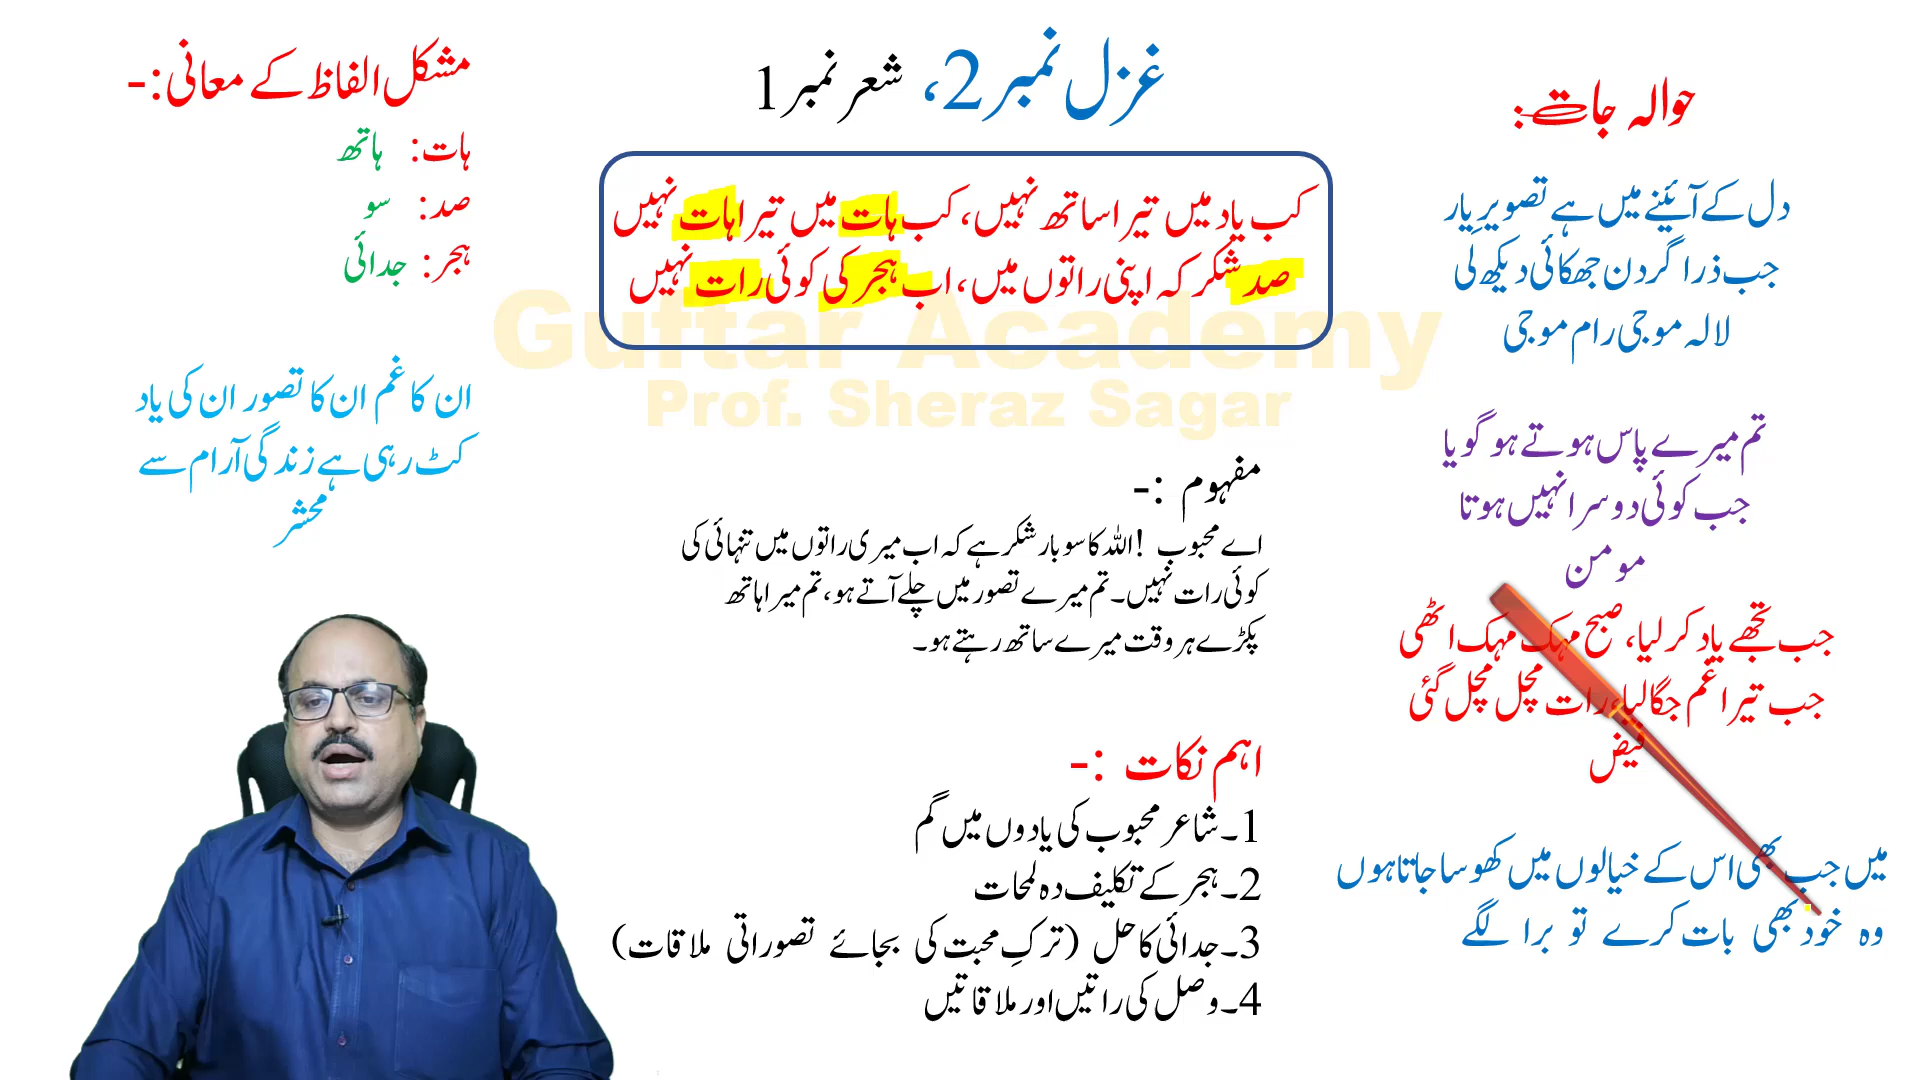 غزل نمبر 2، شعر نمبر 1
کب یاد میں تیرا ساتھ نہیں، کب ہات میں تیرا ہات نہیں
صد شکر کہ اپنی راتوں میں، اب ہجر کی کوئی رات نہیں
Guftar Academy
Prof. Sheraz Sagar
حوالہ جات:
دل کے آئینے میں ہے تصویرِ یار
جب ذرا گردن جھکائی دیکھ لی
لالہ موجی رام موجی
تم میرے پاس ہوتے ہو گویا
جب کوئی دوسرا نہیں ہوتا
مومن
جب تجھے یاد کر لیا، صبح مہک مہک اٹھی
جب تیرا غم جگا لیا، رات مچل مچل گئی
فیض
میں جب بھی اس کے خیالوں میں کھو سا جاتا ہوں
وہ خود بھی بات کرے تو برا لگے
مفہوم :-
اے محبوب ! اللہ کا سو بار شکر ہے کہ اب میری راتوں میں تنہائی کی
کوئی رات نہیں۔ تم میرے تصور میں چلے آتے ہو، تم میرا ہاتھ
پکڑے ہر وقت میرے ساتھ رہتے ہو۔
اہم نکات :-
1۔ شاعر محبوب کی یادوں میں گم
2۔ ہجر کے تکلیف دہ لمحات
3۔ جدائی کا حل (ترکِ محبت کی بجائے تصوراتی ملاقات)
4۔ وصل کی راتیں اور ملاقاتیں
مشکل الفاظ کے معانی :-
ہات: ہاتھ
صد: سو
ہجر: جدائی
ان کا غم ان کا تصور ان کی یاد
کٹ رہی ہے زندگی آرام سے
محشر